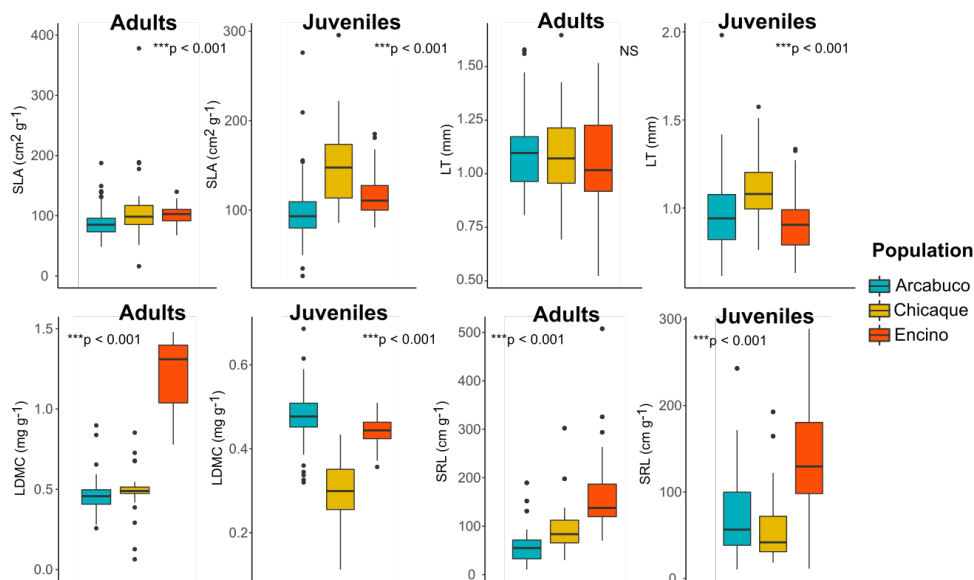 Adults
***p < 0.001
SLA (cm2 g-1)
400
300
200
100
0
Juveniles
***p < 0.001
SLA (cm2 g-1)
300
200
100
Adults
NS
LT (mm)
1.50
1.25
1.00
0.75
0.50
Juveniles
***p < 0.001
LT (mm)
2.0
1.5
1.0
Population
Arcabuco
Chicaque
Encino
Adults
***p < 0.001
LDMC (mg g-1)
1.5
1.0
0.5
0.0
Juveniles
***p < 0.001
LDMC (mg g-1)
0.6
0.4
0.2
Adults
***p < 0.001
SRL (cm g-1)
500
400
300
200
100
0
Juveniles
***p < 0.001
SRL (cm g-1)
300
200
100
0